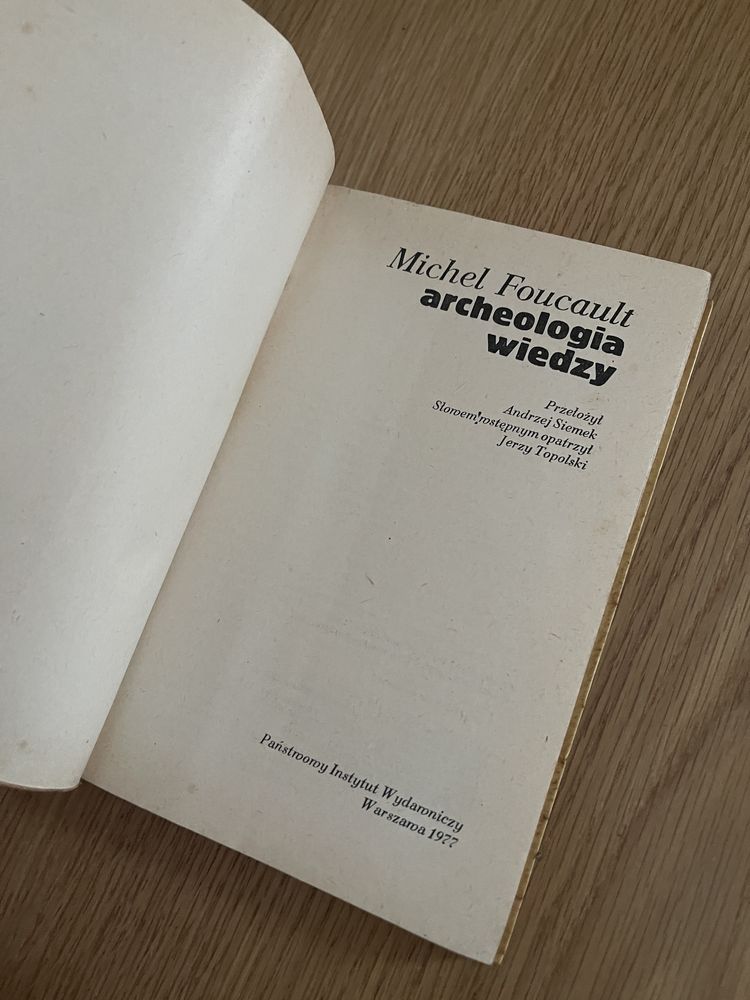 Michel Foucault
archeologia
wiedzy
Przełożył
Andrzej Siemek
Słowem wstępnym opatrzył
Jerzy Topolski
Państwowy Instytut Wydawniczy
Warszawa 1977